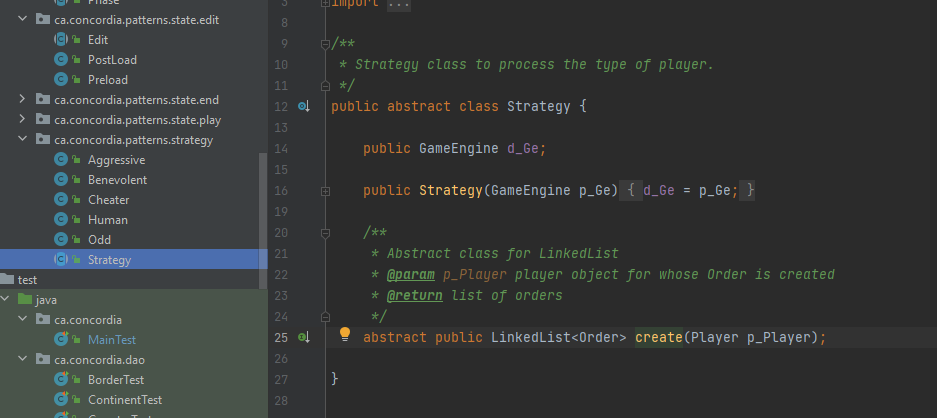 Phase
ca.concordia.patterns.state.edit
Edit
PostLoad
Preload
ca.concordia.patterns.state.end
ca.concordia.patterns.state.play
ca.concordia.patterns.strategy
Aggressive
Benevolent
Cheater
Human
Odd
Strategy
test
java
ca.concordia
MainTest
ca.concordia.dao
BorderTest
ContinentTest
3 import ...
8
9 /**
10 * Strategy class to process the type of player.
11 */
12 public abstract class Strategy {
13
14 public GameEngine d_Ge;
15
16 public Strategy(GameEngine p_Ge) { d_Ge = p_Ge; }
19
20 /**
21 * Abstract class for LinkedList
22 * @param p_Player player object for whose Order is created
23 * @return list of orders
24 */
25 abstract public LinkedList<Order> create(Player p_Player);
26
27 }
28